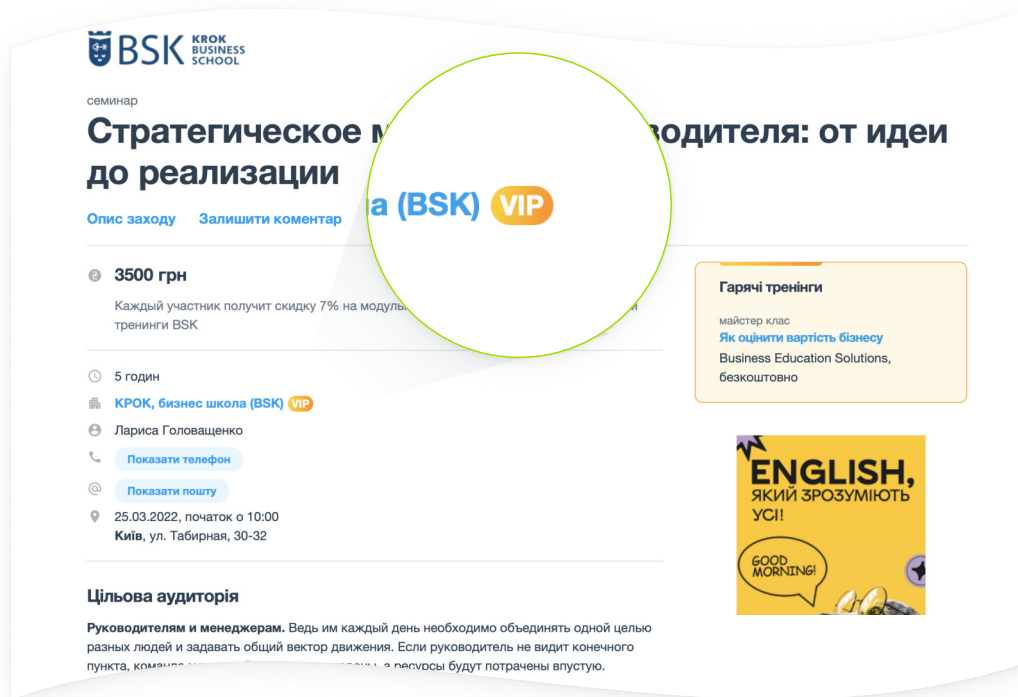 BSK KROK
BUSINESS
SCHOOL
семинар
Стратегическое от идеи
до реализации
а (BSK) VIP
Опис заходу Залишити коментар
3500 грн
Каждый участник получит скидку 7% на
тренинги BSK
5 годин
КРОК, бизнес школа (BSK) VIP
Лариса Головащенко
Показати телефон
Показати пошту
25.03.2022, початок о 10:00
Київ, ул. Табирная, 30-32
Цільова аудиторія
Руководителям и менеджерам. Ведь им каждый день необходимо объединять одной целью
разных людей и задавать общий вектор движения. Если руководитель не видит конечного
пункта, а ресурсы будут потрачены впустую.
Гарячі тренінги
майстер клас
Як оцінити вартість бізнесу
Business Education Solutions,
безкоштовно
ENGLISH,
ЯКИЙ ЗРОЗУМІЮТЬ
УСІ!
GOOD
MORNING!